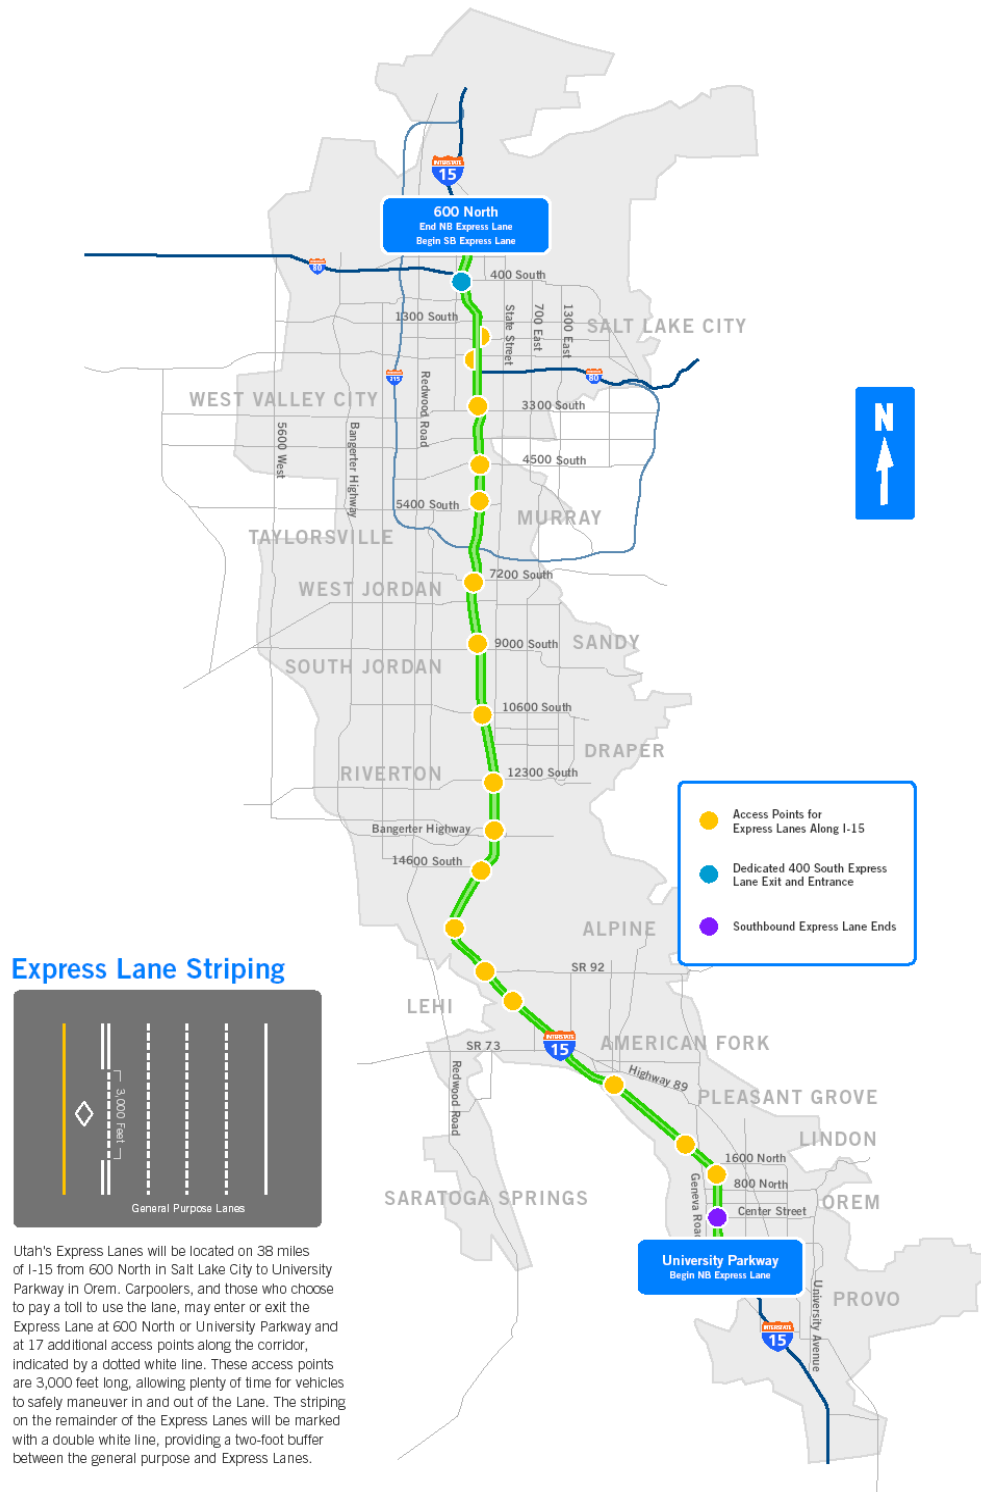 INTERSTATE
15
600 North
End NB Express Lane
Begin SB Express Lane
80
400 South
1300 South
State Street
700 East
1300 East
SALT LAKE CITY
215
80
WEST VALLEY CITY
Redwood Road
3300 South
N
5600 West
Bangerter Highway
4500 South
5400 South
MURRAY
TAYLORSVILLE
7200 South
WEST JORDAN
9000 South
SANDY
SOUTH JORDAN
10600 South
DRAPER
RIVERTON
12300 South
Bangerter Highway
14600 South
Access Points for
Express Lanes Along I-15
Dedicated 400 South Express
Lane Exit and Entrance
Southbound Express Lane Ends
ALPINE
SR 92
LEHI
INTERSTATE
15
SR 73
AMERICAN FORK
Redwood Road
Highway 89
PLEASANT GROVE
LINDON
1600 North
800 North
SARATOGA SPRINGS
Geneva Road
Center Street
OREM
University Parkway
Begin NB Express Lane
University Avenue
PROVO
INTERSTATE
15
Express Lane Striping
3,000 Feet
General Purpose Lanes
Utah's Express Lanes will be located on 38 miles
of I-15 from 600 North in Salt Lake City to University
Parkway in Orem. Carpoolers, and those who choose
to pay a toll to use the lane, may enter or exit the
Express Lane at 600 North or University Parkway and
at 17 additional access points along the corridor,
indicated by a dotted white line. These access points
are 3,000 feet long, allowing plenty of time for vehicles
to safely maneuver in and out of the Lane. The striping
on the remainder of the Express Lanes will be marked
with a double white line, providing a two-foot buffer
between the general purpose and Express Lanes.